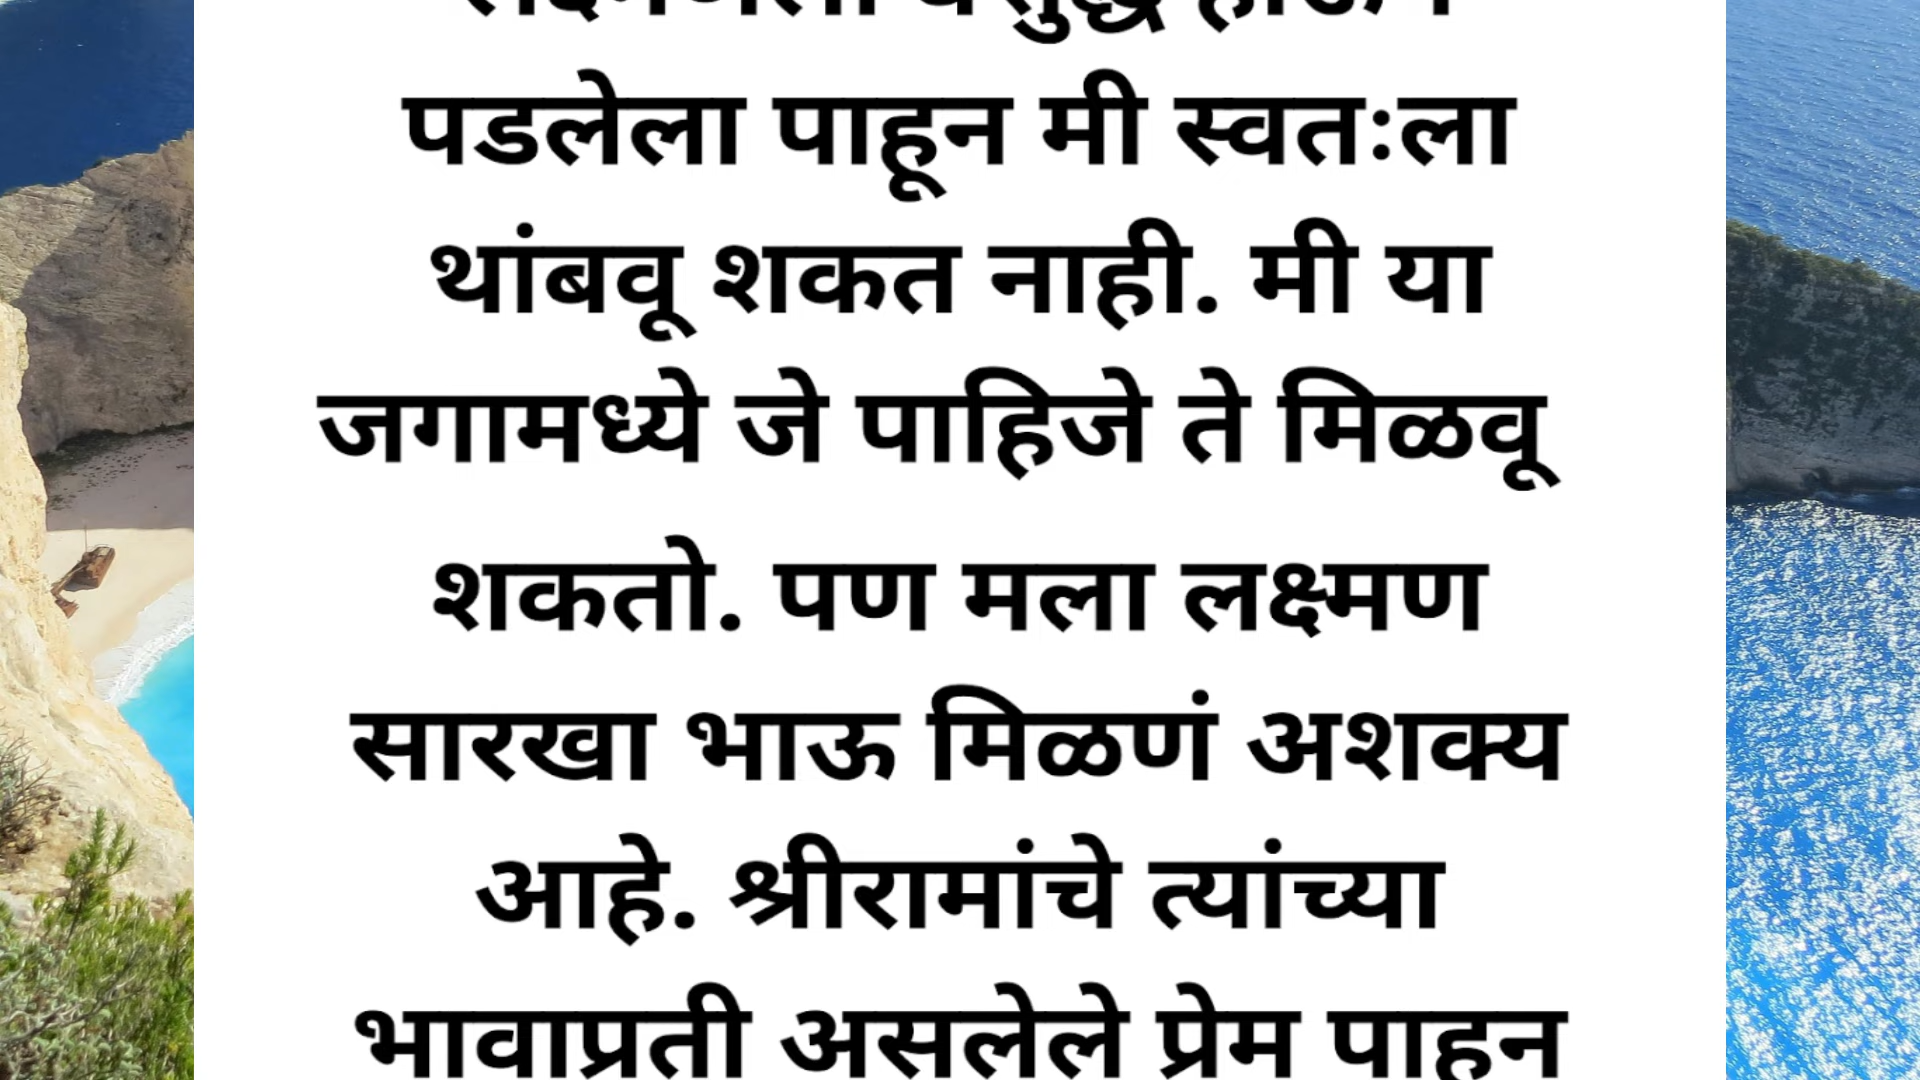 पडलेला पाहून मी स्वतःला
थांबवू शकत नाही. मी या
जगामध्ये जे पाहिजे ते मिळवू
शकतो. पण मला लक्ष्मण
सारखा भाऊ मिळणं अशक्य
आहे. श्रीरामांचे त्यांच्या
भावाप्रती असलेले प्रेम पाहून